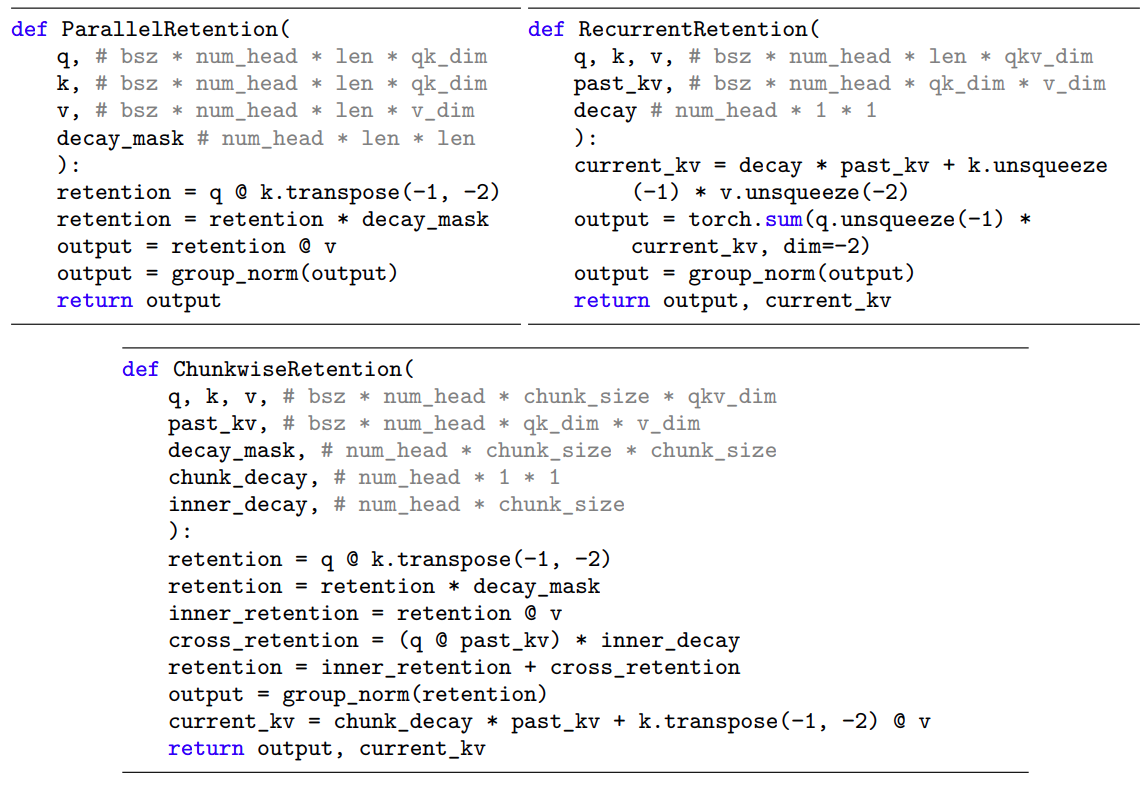 def ParallelRetention(
q, # bsz * num_head * len * qk_dim
k, # bsz * num_head * len * qk_dim
v, # bsz * num_head * len * v_dim
decay_mask # num_head * len * len
):
retention = q @ k.transpose(-1, -2)
retention = retention * decay_mask
output = retention @ v
output = group_norm(output)
return output
def RecurrentRetention(
q, k, v, # bsz * num_head * len * qkv_dim
past_kv, # bsz * num_head * qk_dim * v_dim
decay # num_head * 1 * 1
):
current_kv = decay * past_kv + k.unsqueeze
(-1) * v.unsqueeze(-2)
output = torch.sum(q.unsqueeze(-1) *
current_kv, dim=-2)
output = group_norm(output)
return output, current_kv
def ChunkwiseRetention(
q, k, v, # bsz * num_head * chunk_size * qkv_dim
past_kv, # bsz * num_head * qk_dim * v_dim
decay_mask, # num_head * chunk_size * chunk_size
chunk_decay, # num_head * 1 * 1
inner_decay, # num_head * chunk_size
):
retention = q @ k.transpose(-1, -2)
retention = retention * decay_mask
inner_retention = retention @ v
cross_retention = (q @ past_kv) * inner_decay
retention = inner_retention + cross_retention
output = group_norm(retention)
current_kv = chunk_decay * past_kv + k.transpose(-1, -2) @ v
return output, current_kv